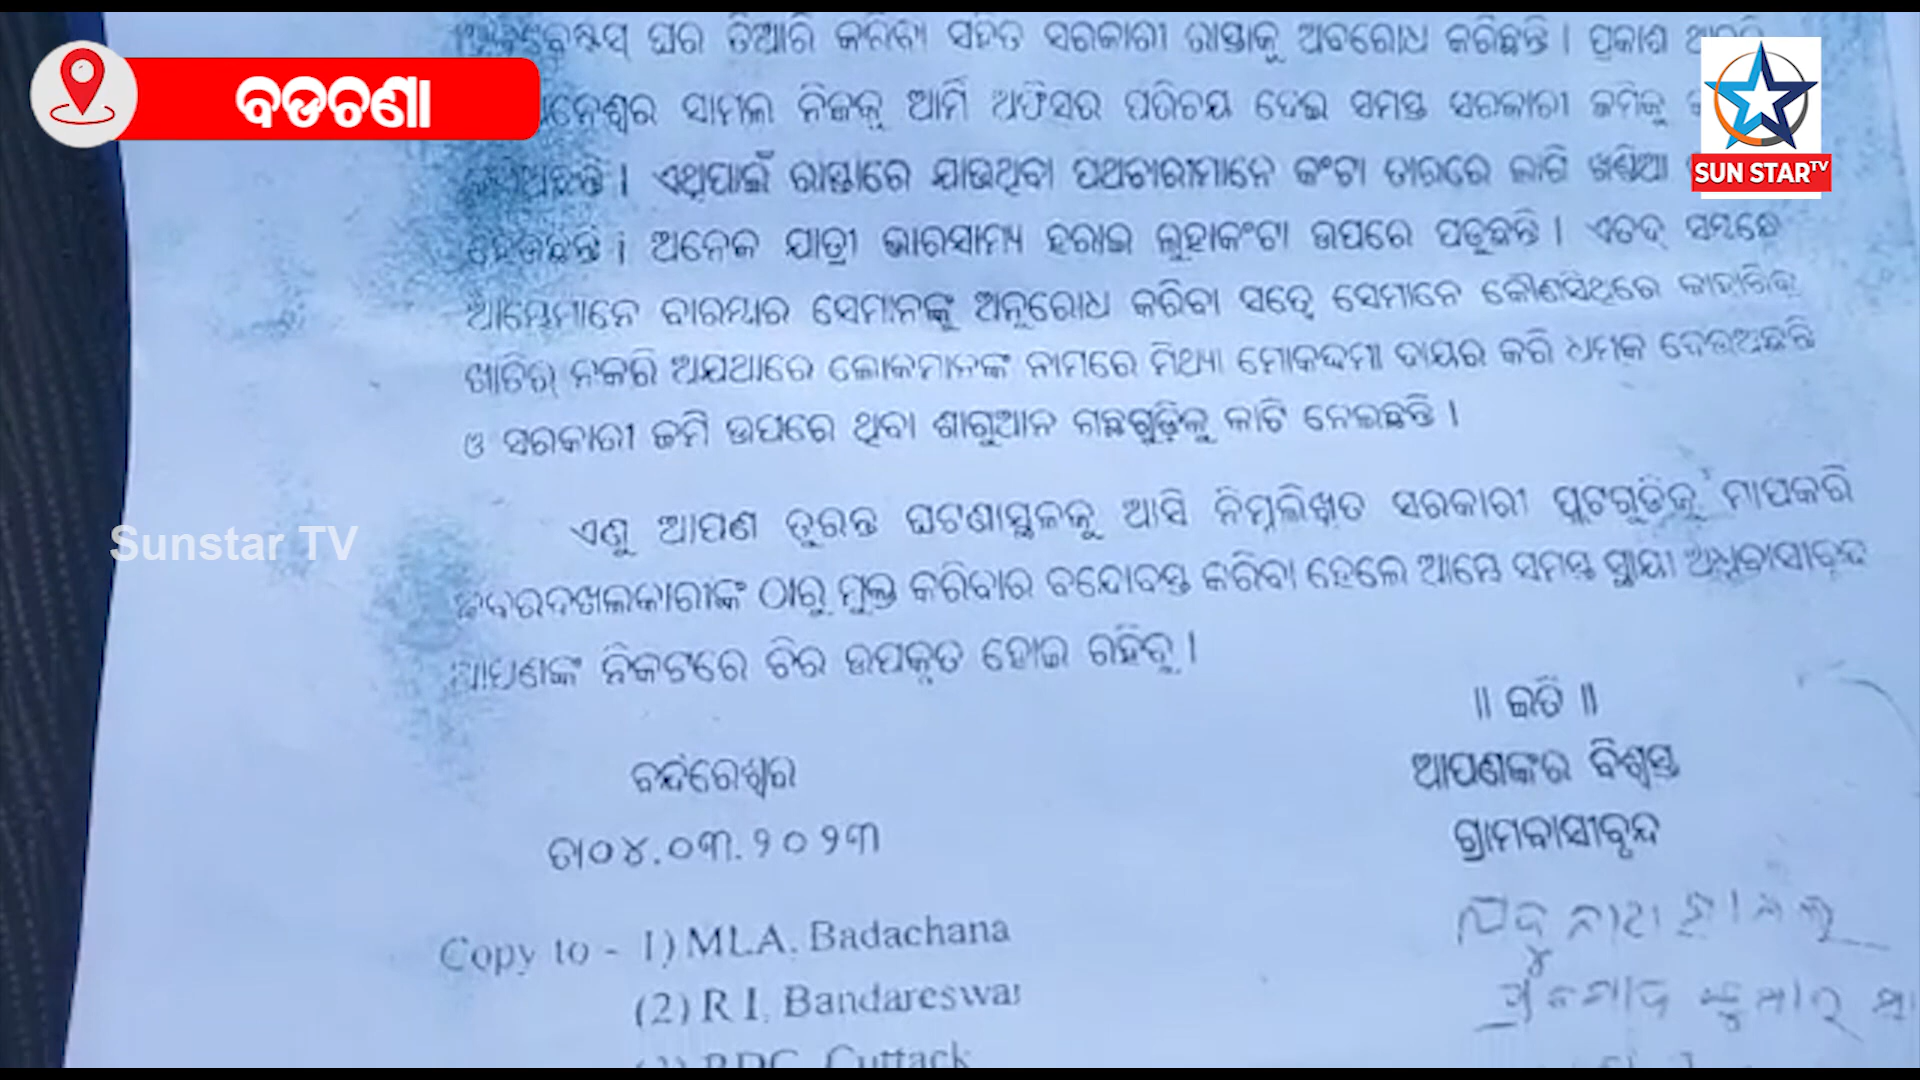 ଘର ତିଆରି କରିବା ସହିତ ସରକାରୀ ରାସ୍ତାକୁ ଅବରୋଧ କରିଛନ୍ତି । ପ୍ରକାଶ
ବଡଚଣା
ସାମଲ ନିଜକୁ ଆର୍ମି ଅଫିସର ପରିଚୟ ଦେଇ ସମସ୍ତ ସରକାରୀ ଜମିକୁ
SUN STAR TV
। ଏଥିପାଇଁ ରାସ୍ତାରେ ଯାଉଥିବା ପଥଚାରୀମାନେ କଂଟା ତାରରେ ଲାଗି ଖଣ୍ଡିଆ
ହେଉଛନ୍ତି । ଅନେକ ଯାତ୍ରୀ ଭାରସାମ୍ୟ ହରାଇ ଲୁହାକଂଟା ଉପରେ ପଡୁଛନ୍ତି । ଏତଦ୍ ସମ୍ବନ୍ଧେ
ଆମ୍ଭେମାନେ ବାରମ୍ବାର ସେମାନଙ୍କୁ ଅନୁରୋଧ କରିବା ସତ୍ବେ ସେମାନେ କୌଣସିଥିରେ କାହାରିକୁ
ଖାତିର୍ ନକରି ଅଯଥାରେ ଲୋକମାନଙ୍କ ନାମରେ ମିଥ୍ୟା ମୋକଦ୍ଦମା ଦାୟର କରି ଧମକ ଦେଉଅଛନ୍ତି
ଓ ସରକାରୀ ଜମି ଉପରେ ଥିବା ଶାଗୁଆନ ଗଛଗୁଡ଼ିକୁ କାଟି ନେଇଛନ୍ତି ।
ଏଣୁ ଆପଣ ତୁରନ୍ତ ଘଟଣାସ୍ଥଳକୁ ଆସି ନିମ୍ନଲିଖିତ ସରକାରୀ ପ୍ଲଟଗୁଡିକୁ ମାପକରି
Sunstar TV
ଜବରଦଖଲକାରୀଙ୍କ ଠାରୁ ମୁକ୍ତ କରିବାର ବନ୍ଦୋବସ୍ତ କରିବା ହେଲେ ଆମ୍ଭେ ସମସ୍ତ ସ୍ଥାୟୀ ଅଧିବାସୀବୃନ୍ଦ
ଆପଣଙ୍କ ନିକଟରେ ଚିର ଉପକୃତ ହୋଇ ରହିବୁ ।
॥ ଇତି ॥
ବନ୍ଦରେଶ୍ୱର
ଆପଣଙ୍କର ବିଶ୍ୱସ୍ତ
ତା୦୪.୦୩.୨୦୨୩
ଗ୍ରାମବାସୀବୃନ୍ଦ
Copy to - 1) MLA, Badachana
(2) R I, Bandareswar
Cuttack